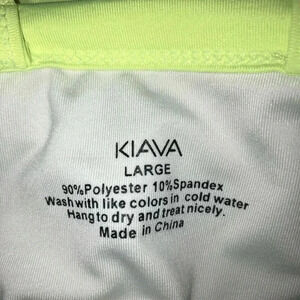 KIAVA
LARGE
90%Polyester 10%Spandex
Wash with like colors in cold water
Hang to dry and treat nicely.
Made in China